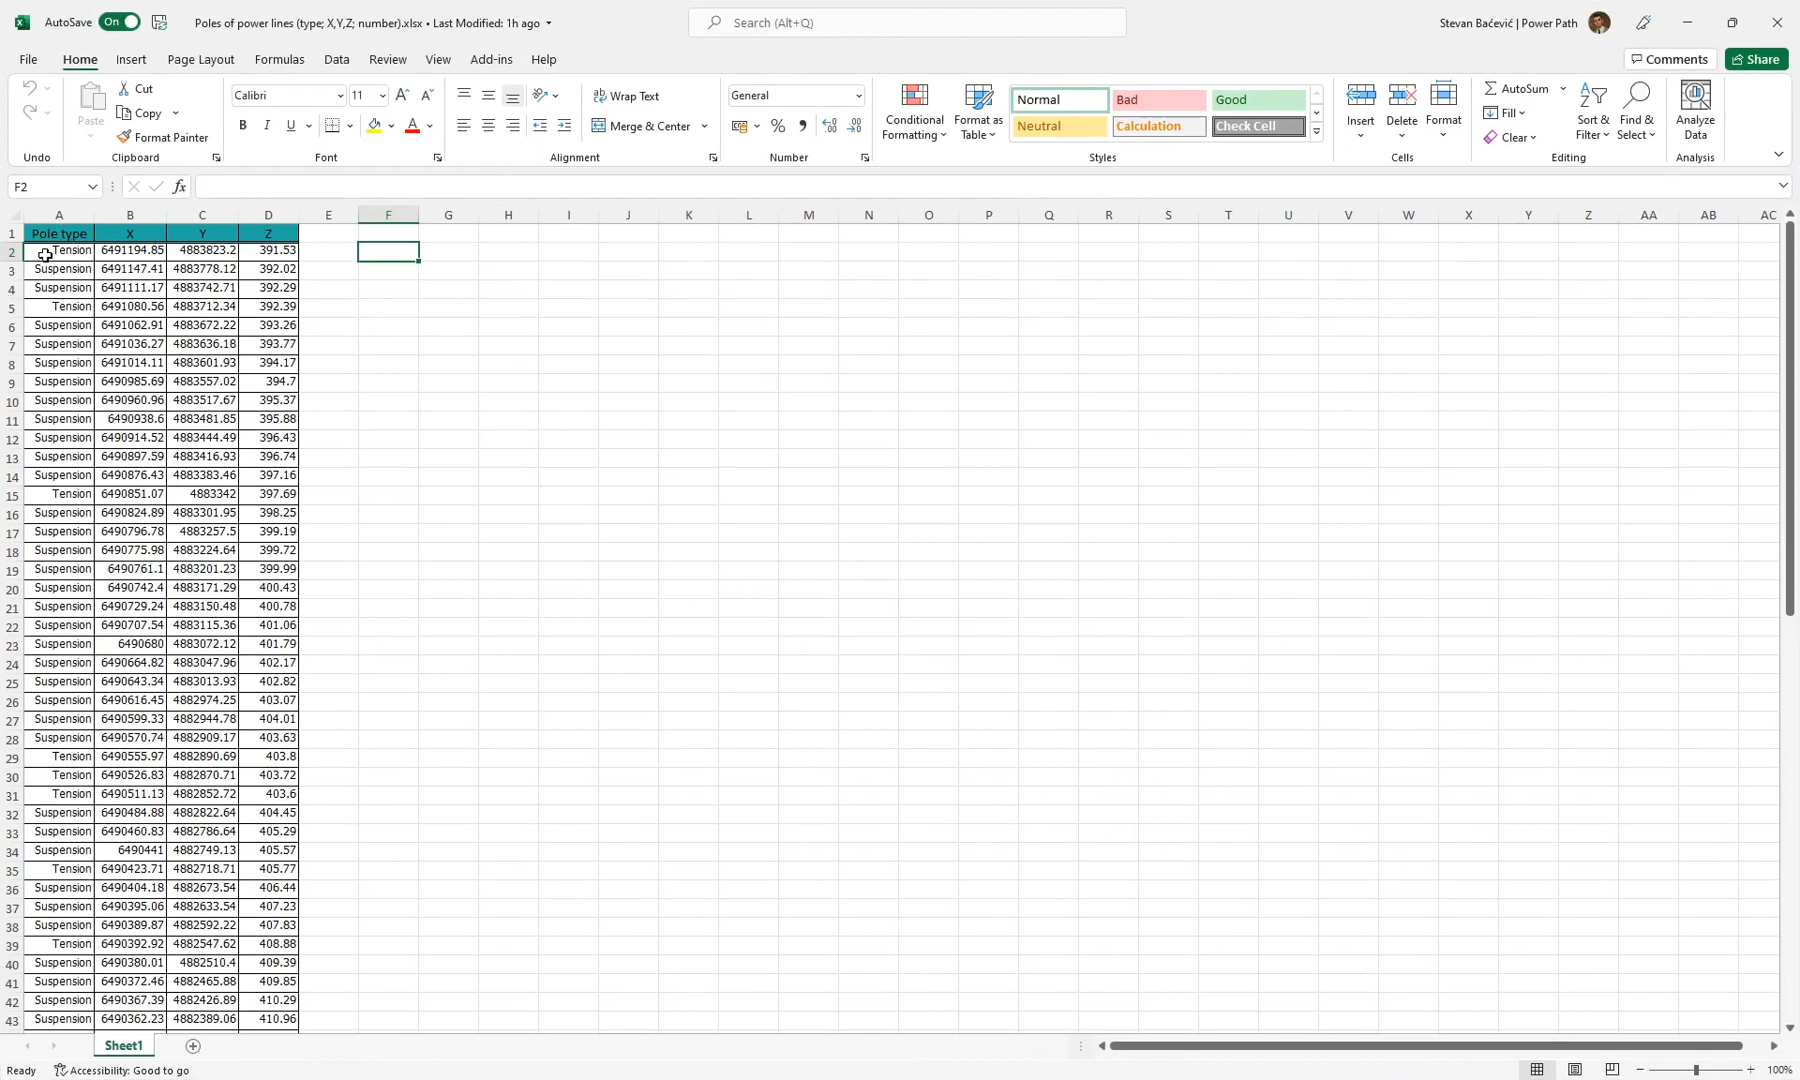 AutoSave On Poles of power lines (type; X,Y,Z; number).xlsx • Last Modified: 1h ago Search (Alt+Q) Stevan Baćević | Power Path
File Home Insert Page Layout Formulas Data Review View Add-ins Help Comments Share
Paste Cut Copy Format Painter
Calibri 11
B I U A
Wrap Text
Merge & Center
General
Conditional Formatting Format as Table
Normal Bad Good
Neutral Calculation Check Cell
Insert Delete Format
AutoSum
Fill
Clear
Sort & Filter Find & Select
Analyze Data
Undo Clipboard Font Alignment Number Styles Cells Editing Analysis
F2 fx
A B C D E F G H I J K L M N O P Q R S T U V W X Y Z AA AB AC
1 Pole type X Y Z
2 Tension 6491194.85 4883823.2 391.53
3 Suspension 6491147.41 4883778.12 392.02
4 Suspension 6491111.17 4883742.71 392.29
5 Tension 6491080.56 4883712.34 392.39
6 Suspension 6491062.91 4883672.22 393.26
7 Suspension 6491036.27 4883636.18 393.77
8 Suspension 6491014.11 4883601.93 394.17
9 Suspension 6490985.69 4883557.02 394.7
10 Suspension 6490960.96 4883517.67 395.37
11 Suspension 6490938.6 4883481.85 395.88
12 Suspension 6490914.52 4883444.49 396.43
13 Suspension 6490897.59 4883416.93 396.74
14 Suspension 6490876.43 4883383.46 397.16
15 Tension 6490851.07 4883342 397.69
16 Suspension 6490824.89 4883301.95 398.25
17 Suspension 6490796.78 4883257.5 399.19
18 Suspension 6490775.98 4883224.64 399.72
19 Suspension 6490761.1 4883201.23 399.99
20 Suspension 6490742.4 4883171.29 400.43
21 Suspension 6490729.24 4883150.48 400.78
22 Suspension 6490707.54 4883115.36 401.06
23 Suspension 6490680 4883072.12 401.79
24 Suspension 6490664.82 4883047.96 402.17
25 Suspension 6490643.34 4883013.93 402.82
26 Suspension 6490616.45 4882974.25 403.07
27 Suspension 6490599.33 4882944.78 404.01
28 Suspension 6490570.74 4882909.17 403.63
29 Tension 6490555.97 4882890.69 403.8
30 Tension 6490526.83 4882870.71 403.72
31 Tension 6490511.13 4882852.72 403.6
32 Suspension 6490484.88 4882822.64 404.45
33 Suspension 6490460.83 4882786.64 405.29
34 Suspension 6490441 4882749.13 405.57
35 Tension 6490423.71 4882718.71 405.77
36 Suspension 6490404.18 4882673.54 406.44
37 Suspension 6490395.06 4882633.54 407.23
38 Suspension 6490389.87 4882592.22 407.83
39 Tension 6490392.92 4882547.62 408.88
40 Suspension 6490380.01 4882510.4 409.39
41 Suspension 6490372.46 4882465.88 409.85
42 Suspension 6490367.39 4882426.89 410.29
43 Suspension 6490362.23 4882389.06 410.96
Sheet1
Ready Accessibility: Good to go 100%